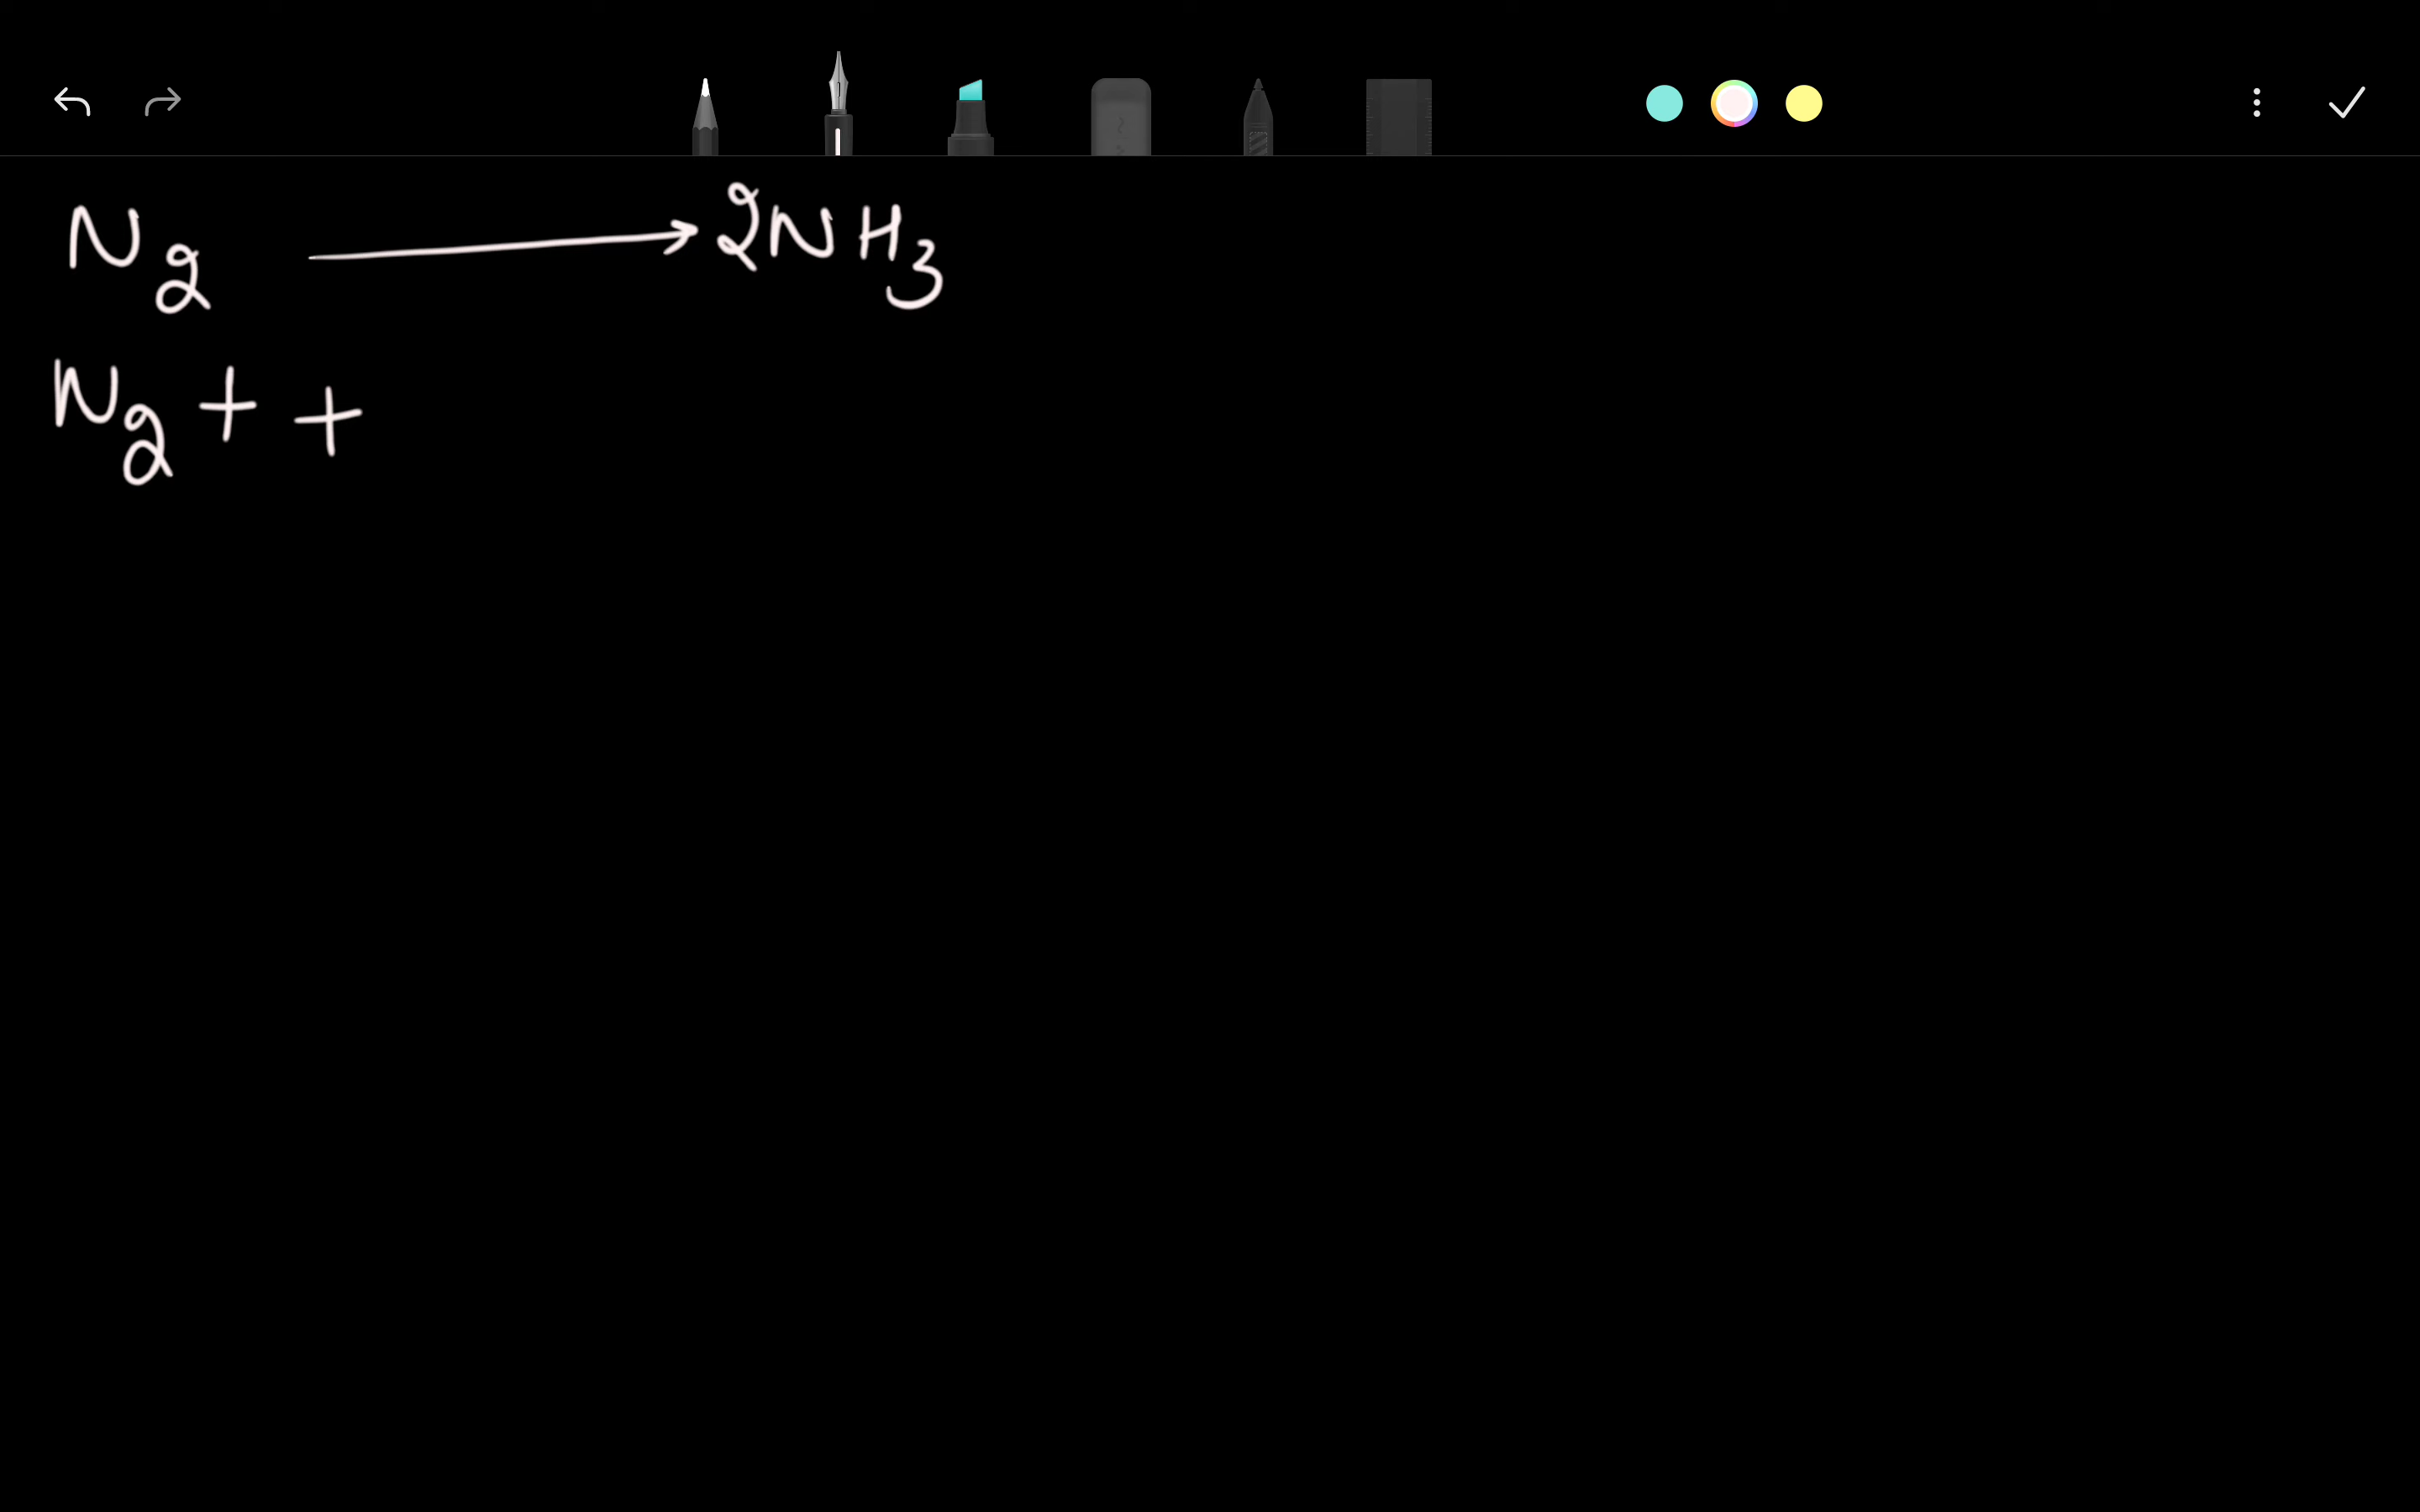 N₂ → 2NH₃
N₂ + +